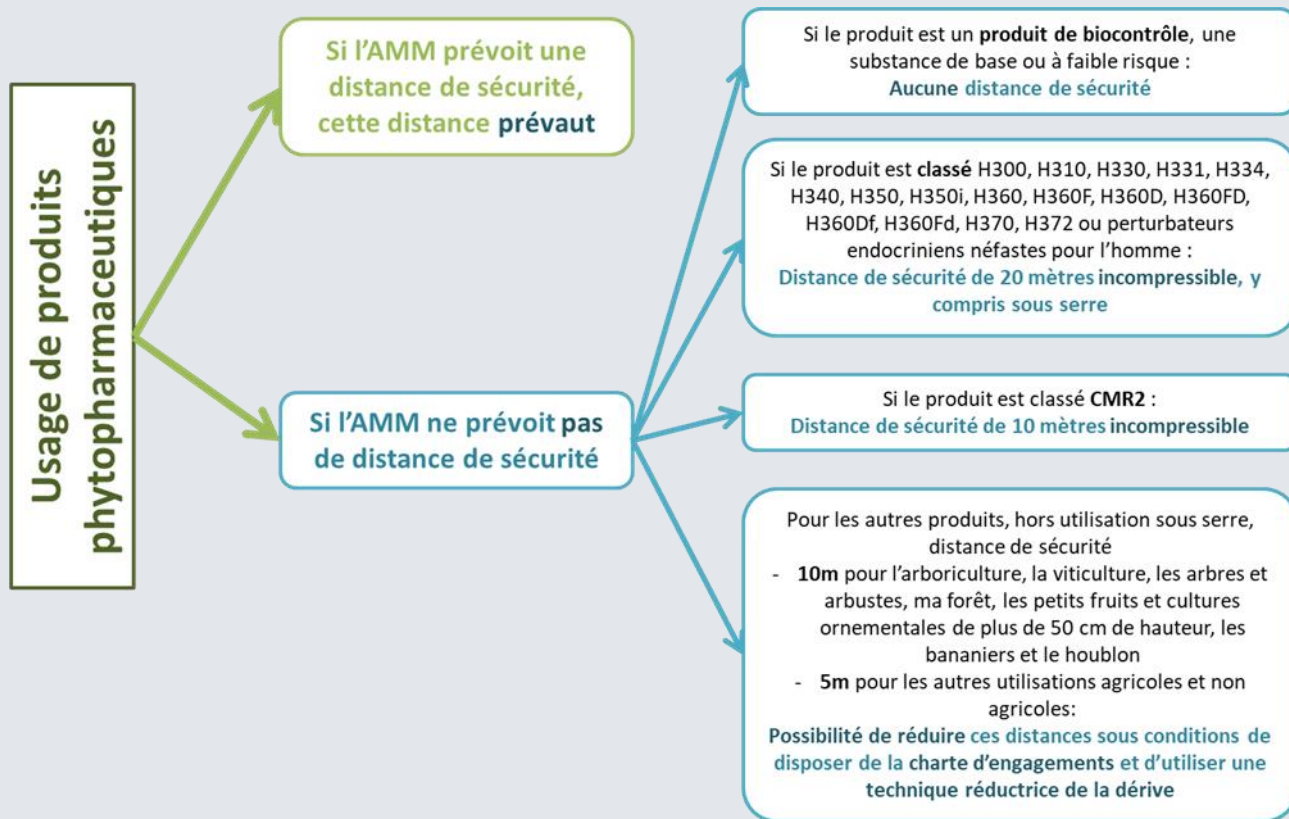 Usage de produits
phytopharmaceutiques
Si l’AMM prévoit une
distance de sécurité,
cette distance prévaut
Si l’AMM ne prévoit pas
de distance de sécurité
Si le produit est un produit de biocontrôle, une
substance de base ou à faible risque :
Aucune distance de sécurité
Si le produit est classé H300, H310, H330, H331, H334,
H340, H350, H350i, H360, H360F, H360D, H360FD,
H360Df, H360Fd, H370, H372 ou perturbateurs
endocriniens néfastes pour l’homme :
Distance de sécurité de 20 mètres incompressible, y
compris sous serre
Si le produit est classé CMR2 :
Distance de sécurité de 10 mètres incompressible
Pour les autres produits, hors utilisation sous serre,
distance de sécurité
- 10m pour l’arboriculture, la viticulture, les arbres et
arbustes, ma forêt, les petits fruits et cultures
ornementales de plus de 50 cm de hauteur, les
bananiers et le houblon
- 5m pour les autres utilisations agricoles et non
agricoles:
Possibilité de réduire ces distances sous conditions de
disposer de la charte d’engagements et d’utiliser une
technique réductrice de la dérive